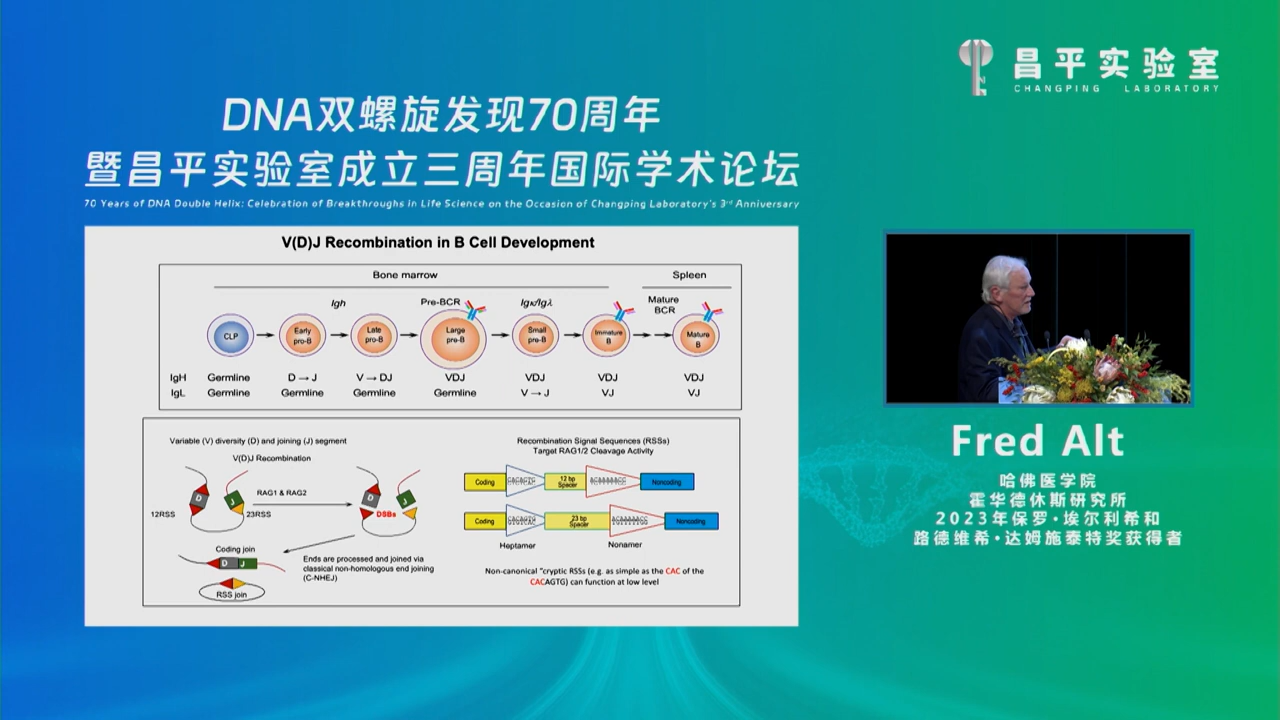 昌平实验室
CHANGPING LABORATORY
DNA双螺旋发现70周年
暨昌平实验室成立三周年国际学术论坛
70 Years of DNA Double Helix: Celebration of Breakthroughs in Life Science on the Occasion of Changping Laboratory's 3rd Anniversary
V(D)J Recombination in B Cell Development
Bone marrow
Spleen
Igh
Pre-BCR
Igκ/Igλ
Mature BCR
CLP
Early pro-B
Late pro-B
Large pre-B
Small pre-B
Immature B
Mature B
IgH Germline D → J V → DJ VDJ VDJ VDJ VDJ
IgL Germline Germline Germline Germline V → J VJ VJ
Variable (V) diversity (D) and joining (J) segment
V(D)J Recombination
RAG1 & RAG2
D
J
D
J
12RSS
23RSS
DSBs
Coding join
D J
RSS join
Ends are processed and joined via
classical non-homologous end joining
(C-NHEJ)
Recombination Signal Sequences (RSSs)
Target RAG1/2 Cleavage Activity
Coding
12 bp
Spacer
Noncoding
Coding
23 bp
Spacer
Noncoding
Heptamer
Nonamer
Non-canonical "cryptic RSSs (e.g. as simple as the CAC of the
CACAGTG) can function at low level
Fred Alt
哈佛医学院
霍华德休斯研究所
2023年保罗·埃尔利希和
路德维希·达姆施泰特奖获得者